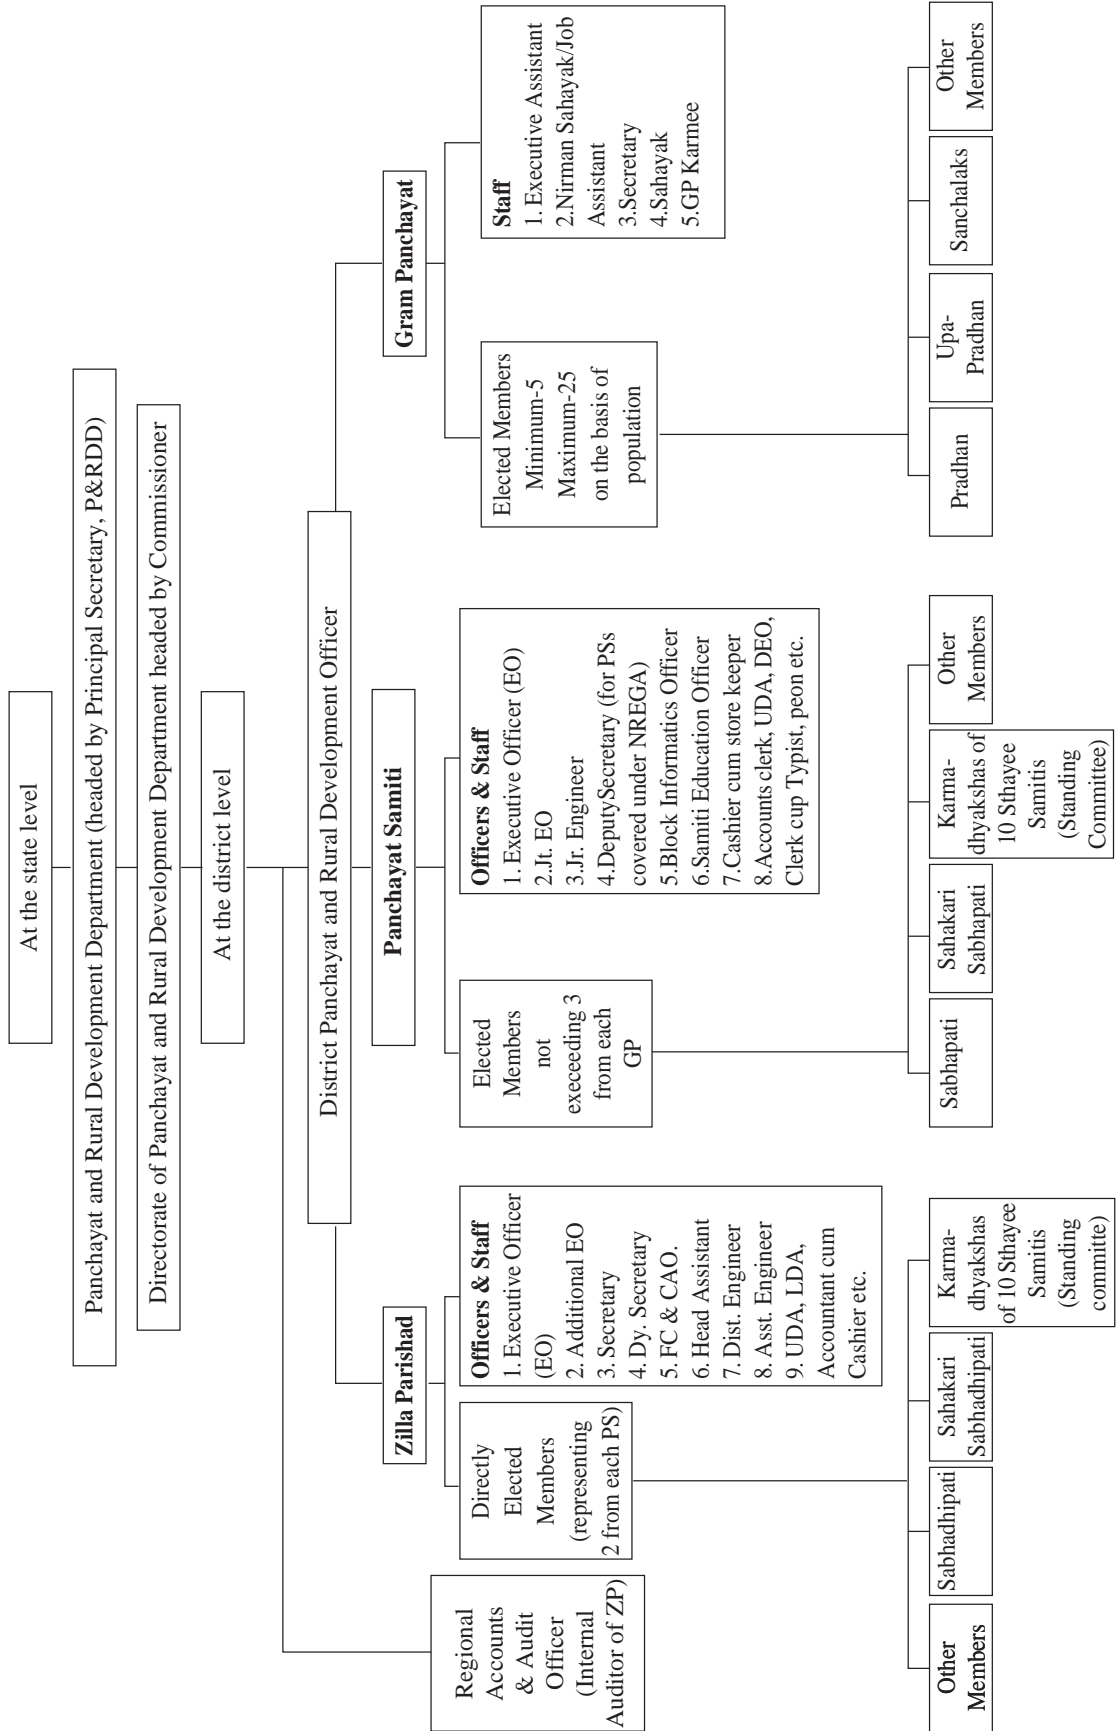 At the state level
Panchayat and Rural Development Department (headed by Principal Secretary, P&RDD)
Directorate of Panchayat and Rural Development Department headed by Commissioner
At the district level
District Panchayat and Rural Development Officer
Regional
Accounts
& Audit
Officer
(Internal
Auditor of ZP)
Zilla Parishad
Directly
Elected
Members
(representing
2 from each PS)
Officers & Staff
1. Executive Officer
(EO)
2. Additional EO
3. Secretary
4. Dy. Secretary
5. FC & CAO.
6. Head Assistant
7. Dist. Engineer
8. Asst. Engineer
9. UDA, LDA,
Accountant cum
Cashier etc.
Other
Members
Sabhadhipati
Sahakari
Sabhadhipati
Karma-
dhyakshas
of 10 Sthayee
Samitis
(Standing
committe)
Panchayat Samiti
Elected
Members
not
execeeding 3
from each
GP
Officers & Staff
1. Executive Officer (EO)
2.Jt. EO
3.Jr. Engineer
4.DeputySecretary (for PSs
covered under NREGA)
5.Block Informatics Officer
6.Samiti Education Officer
7.Cashier cum store keeper
8.Accounts clerk, UDA, DEO,
Clerk cup Typist, peon etc.
Sabhapati
Sahakari
Sabhapati
Karma-
dhyakshas of
10 Sthayee
Samitis
(Standing
Committee)
Other
Members
Gram Panchayat
Elected Members
Minimum-5
Maximum-25
on the basis of
population
Staff
1.Executive Assistant
2.Nirman Sahayak/Job
Assistant
3.Secretary
4.Sahayak
5.GP Karmee
Pradhan
Upa-
Pradhan
Sanchalaks
Other
Members